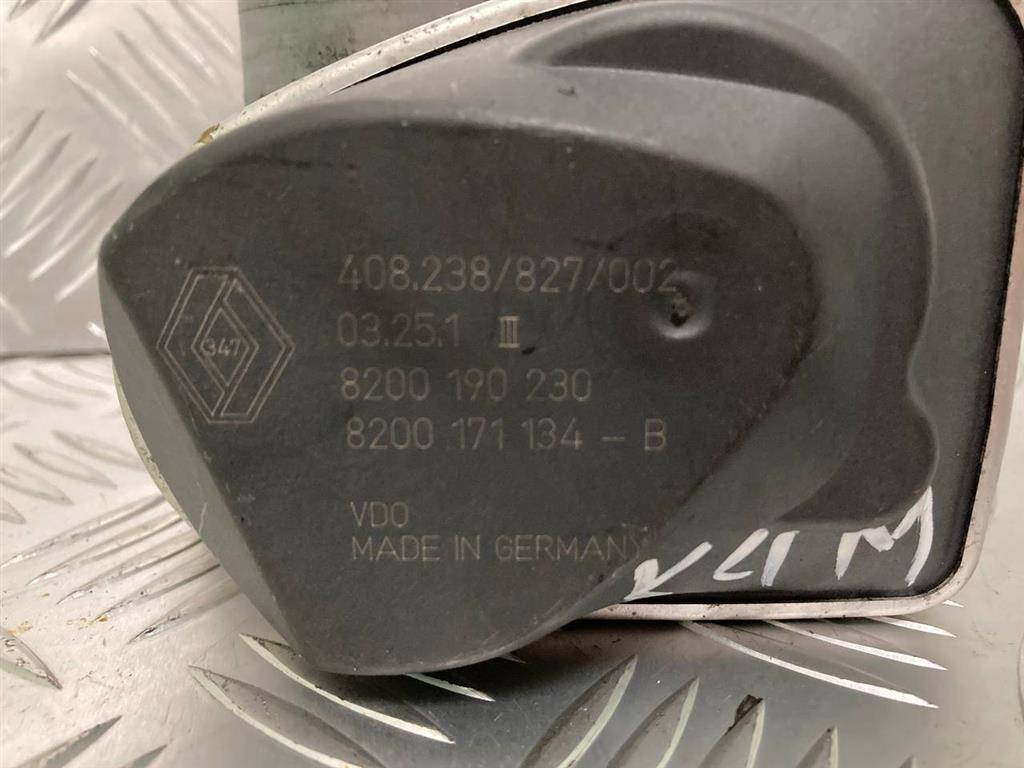 408.238/827/002
03.25.1 III
347
8200 190 230
8200 171 134 - B
VDO
MADE IN GERMANY
K4M